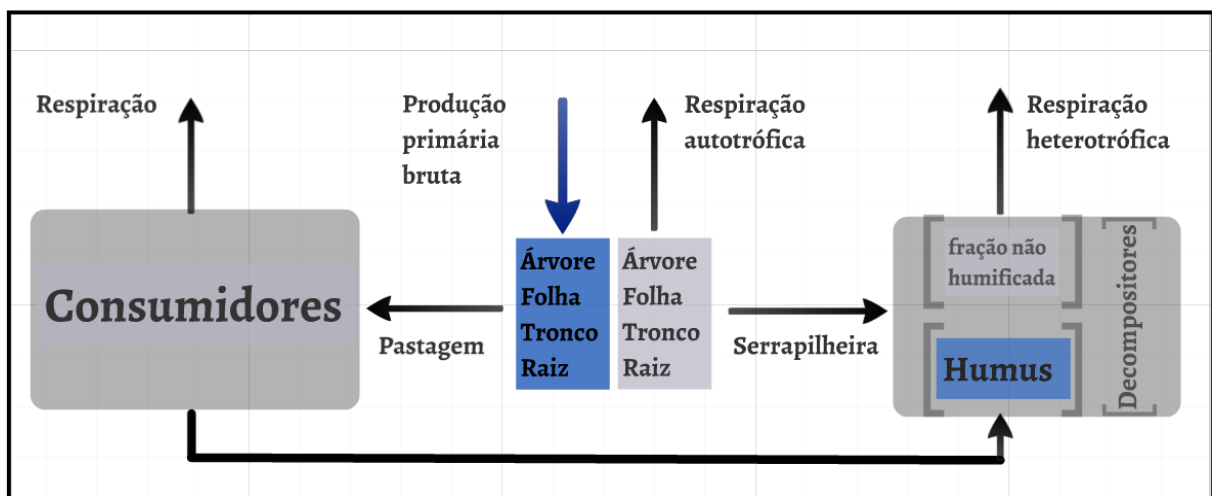 Respiração
Produção
primária
bruta
Respiração
autotrófica
Respiração
heterotrófica
Consumidores
Pastagem
Árvore
Folha
Tronco
Raiz
Árvore
Folha
Tronco
Raiz
Serrapilheira
fração não
humificada
Humus
Decompositores